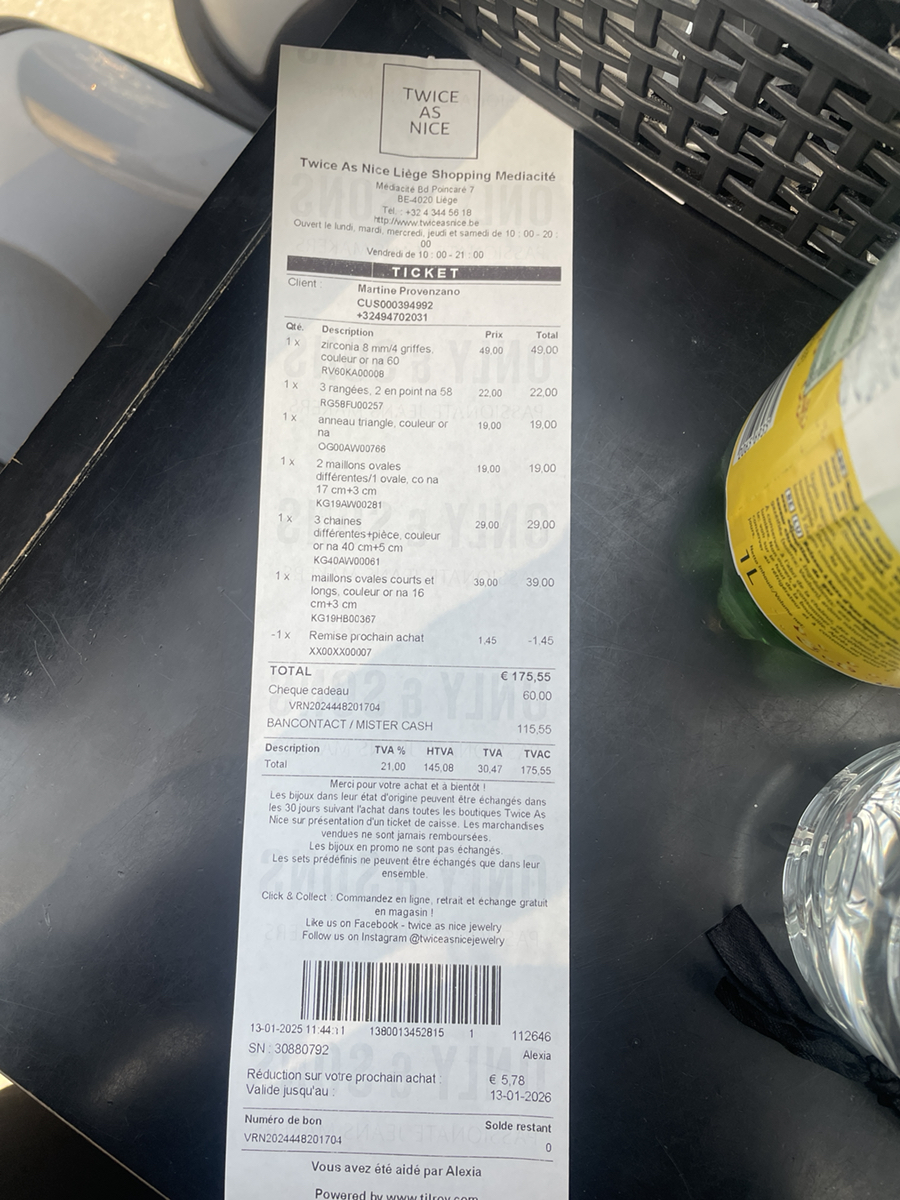 TWICE
AS
NICE
Twice As Nice Liège Shopping Mediacité
Médiacité Bd Poincaré 7
BE-4020 Liège
Tél. : +32 4 344 56 18
http://www.twiceasnice.be
Ouvert le lundi, mardi, mercredi, jeudi et samedi de 10 : 00 - 20 :
00
Vendredi de 10 : 00 - 21 : 00
TICKET
Client : Martine Provenzano
CUS000394992
+32494702031
Qté. Description Prix Total
1 x zirconia 8 mm/4 griffes, 49,00 49,00
couleur or na 60
RV60KA00008
1 x 3 rangées, 2 en point na 58 22,00 22,00
RG58FU00257
1 x anneau triangle, couleur or 19,00 19,00
na
OG00AW00766
1 x 2 maillons ovales 19,00 19,00
différentes/1 ovale, co na
17 cm+3 cm
KG19AW00281
1 x 3 chaines 29,00 29,00
différentes+pièce, couleur
or na 40 cm+5 cm
KG40AW00061
1 x maillons ovales courts et 39,00 39,00
longs, couleur or na 16
cm+3 cm
KG19HB00367
-1 x Remise prochain achat 1,45 -1,45
XX00XX00007
TOTAL € 175,55
Cheque cadeau 60,00
VRN2024448201704
BANCONTACT / MISTER CASH 115,55
Description TVA % HTVA TVA TVAC
Total 21,00 145,08 30,47 175,55
Merci pour votre achat et à bientôt !
Les bijoux dans leur état d'origine peuvent être échangés dans
les 30 jours suivant l'achat dans toutes les boutiques Twice As
Nice sur présentation d'un ticket de caisse. Les marchandises
vendues ne sont jamais remboursées.
Les bijoux en promo ne sont pas échangés.
Les sets prédéfinis ne peuvent être échangés que dans leur
ensemble.
Click & Collect : Commandez en ligne, retrait et échange gratuit
en magasin !
Like us on Facebook - twice as nice jewelry
Follow us on Instagram @twiceasnicejewelry
13-01-2025 11:44:11 1380013452815 1 112646
SN : 30880792 Alexia
Réduction sur votre prochain achat : € 5,78
Valide jusqu'au : 13-01-2026
Numéro de bon Solde restant
VRN2024448201704 0
Vous avez été aidé par Alexia
Powered by www.tilroy.com
1 L